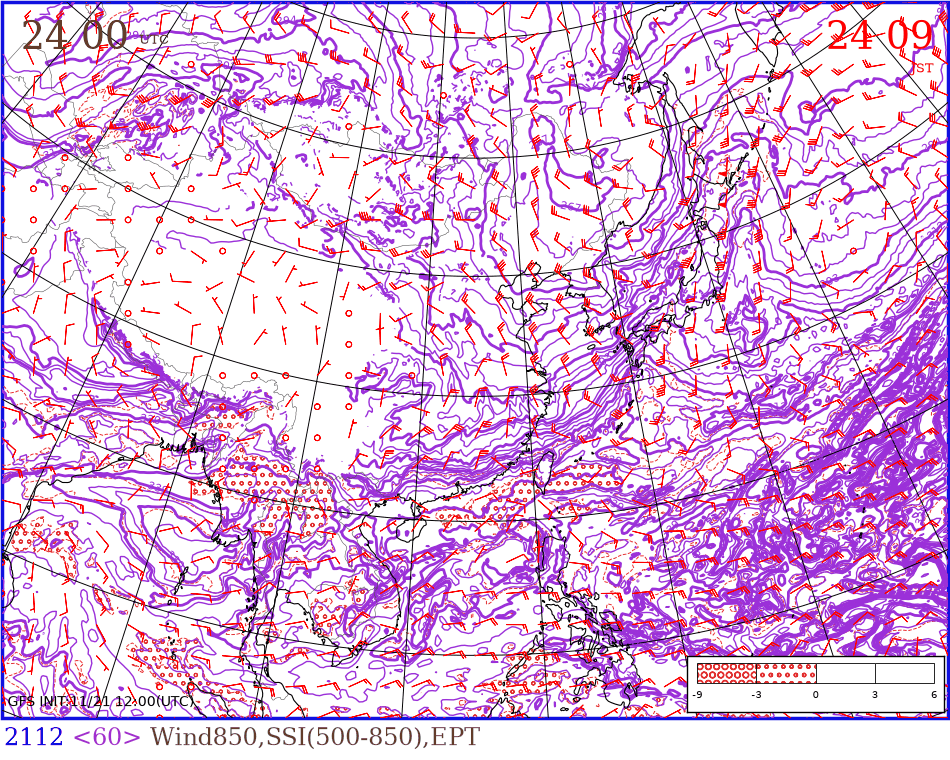 24 00 UTC
24 09
JST
GFS INIT:11/21 12:00(UTC)
-9 -3 0 3 6
2112 <60> Wind850,SSI(500-850),EPT